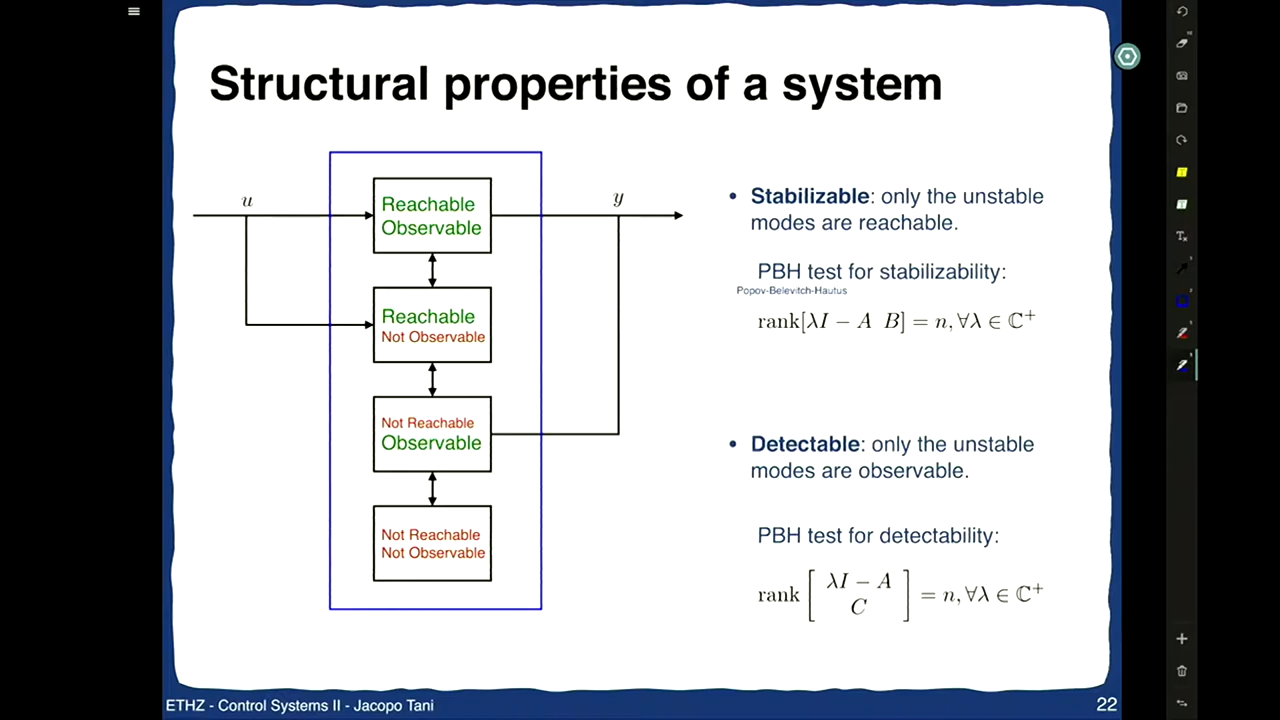 Structural properties of a system
u
y
Reachable
Observable
Reachable
Not Observable
Not Reachable
Observable
Not Reachable
Not Observable
• Stabilizable: only the unstable
modes are reachable.
PBH test for stabilizability:
Popov-Belevitch-Hautus
rank[λI − A  B] = n, ∀λ ∈ ℂ⁺
• Detectable: only the unstable
modes are observable.
PBH test for detectability:
rank [ λI − A
C ] = n, ∀λ ∈ ℂ⁺
ETHZ - Control Systems II - Jacopo Tani
22